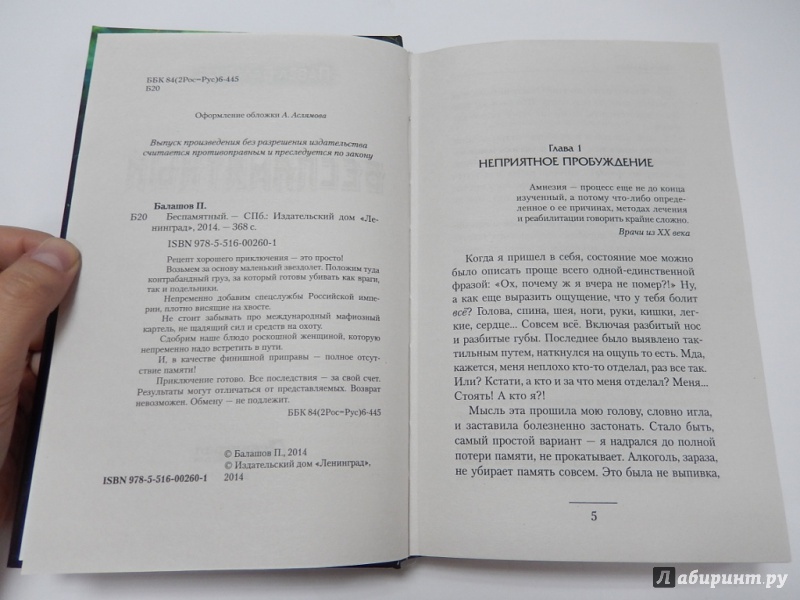 ББК 84(2Рос=Рус)6-445
Б20
Оформление обложки А. Аслямова
Выпуск произведения без разрешения издательства
считается противоправным и преследуется по закону
Балашов П.
Б20 Беспамятный. — СПб.: Издательский дом «Ле-
нинград», 2014. — 368 с.
ISBN 978-5-516-00260-1
Рецепт хорошего приключения — это просто!
Возьмем за основу маленький звездолет. Положим туда
контрабандный груз, за который готовы убивать как враги,
так и подельники.
Непременно добавим спецслужбы Российской импе-
рии, плотно висящие на хвосте.
Не стоит забывать про международный мафиозный
картель, не щадящий сил и средств на охоту.
Сдобрим наше блюдо роскошной женщиной, которую
непременно надо встретить в пути.
И, в качестве финишной приправы — полное отсут-
ствие памяти!
Приключение готово. Все последствия — за свой счет.
Результаты могут отличаться от представляемых. Возврат
невозможен. Обмену — не подлежит.
ББК 84(2Рос=Рус)6-445
© Балашов П., 2014
© Издательский дом «Ленинград»,
ISBN 978-5-516-00260-1 2014
Глава 1
НЕПРИЯТНОЕ ПРОБУЖДЕНИЕ
Амнезия — процесс еще не до конца
изученный, а потому что-либо опреде-
ленное о ее причинах, методах лечения
и реабилитации говорить крайне сложно.
Врачи из XX века
Когда я пришел в себя, состояние мое можно
было описать проще всего одной-единственной
фразой: «Ох, почему ж я вчера не помер?!» Ну,
а как еще выразить ощущение, что у тебя болит
всё? Голова, спина, шея, ноги, руки, кишки, лег-
кие, сердце... Совсем всё. Включая разбитый нос
и разбитые губы. Последнее было выявлено так-
тильным путем, наткнулся на ощупь то есть. Мда,
кажется, меня неплохо кто-то отделал, раз все так.
Или? Кстати, а кто и за что меня отделал? Меня...
Стоять! А кто я?!
Мысль эта прошила мою голову, словно игла,
и заставила болезненно застонать. Стало быть,
самый простой вариант — я надрался до полной
потери памяти, не прокатывает. Алкоголь, зараза,
не убирает память совсем. Это была не выпивка,
5
Лабиринт.ру